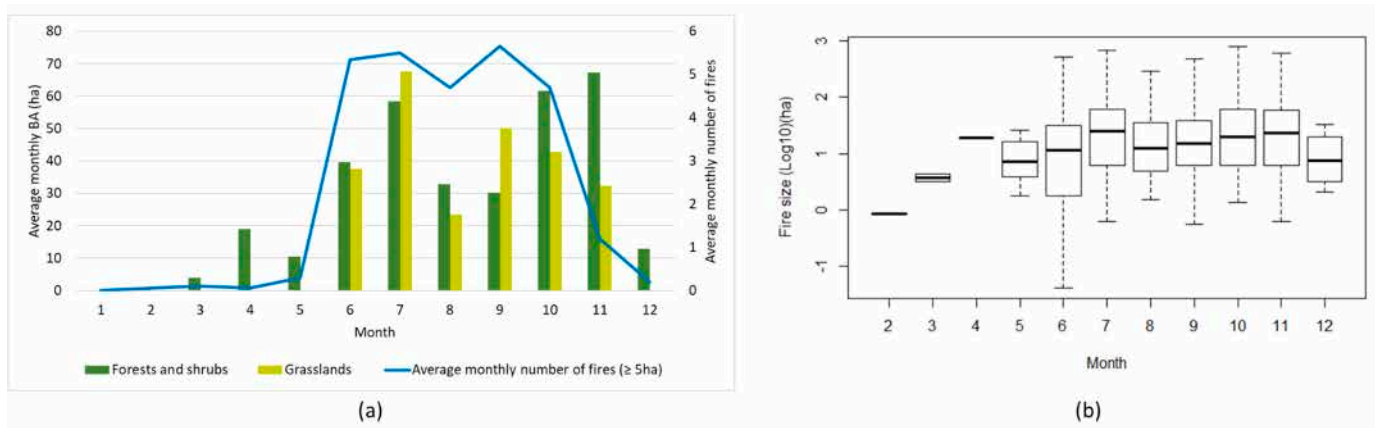 80
70
60
50
40
30
20
10
0
Average monthly BA (ha)
6
5
4
3
2
1
0
Average monthly number of fires
1 2 3 4 5 6 7 8 9 10 11 12
Month
Forests and shrubs Grasslands Average monthly number of fires (≥ 5ha)
(a)
3
2
1
0
-1
Fire size (Log10)(ha)
2 3 4 5 6 7 8 9 10 11 12
Month
(b)